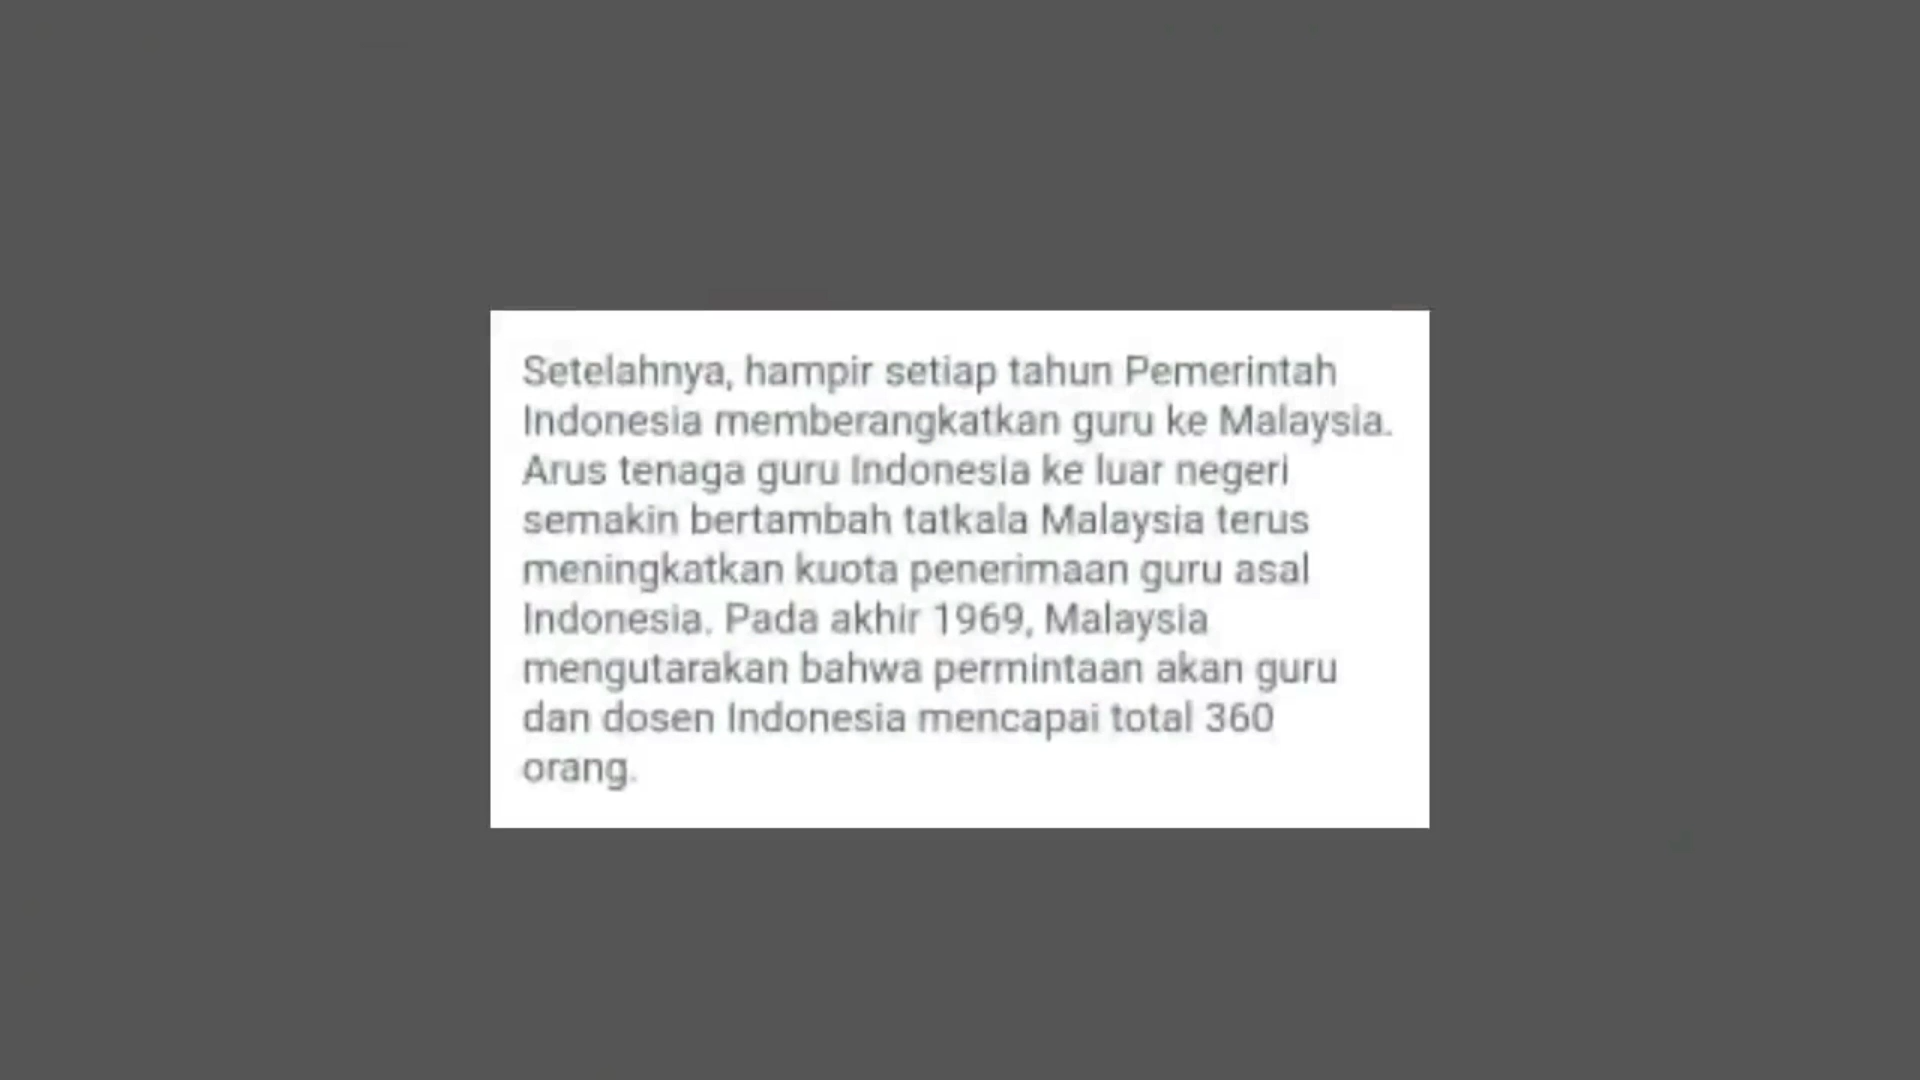 Setelahnya, hampir setiap tahun Pemerintah
Indonesia memberangkatkan guru ke Malaysia.
Arus tenaga guru Indonesia ke luar negeri
semakin bertambah tatkala Malaysia terus
meningkatkan kuota penerimaan guru asal
Indonesia. Pada akhir 1969, Malaysia
mengutarakan bahwa permintaan akan guru
dan dosen Indonesia mencapai total 360
orang.